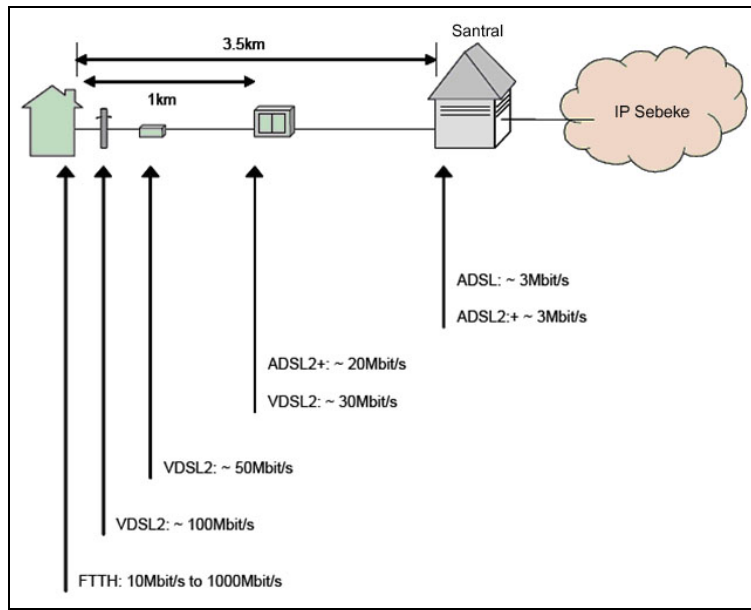 Santral
3.5km
1km
IP Sebeke
ADSL: ~ 3Mbit/s
ADSL2:+ ~ 3Mbit/s
ADSL2+: ~ 20Mbit/s
VDSL2: ~ 30Mbit/s
VDSL2: ~ 50Mbit/s
VDSL2: ~ 100Mbit/s
FTTH: 10Mbit/s to 1000Mbit/s